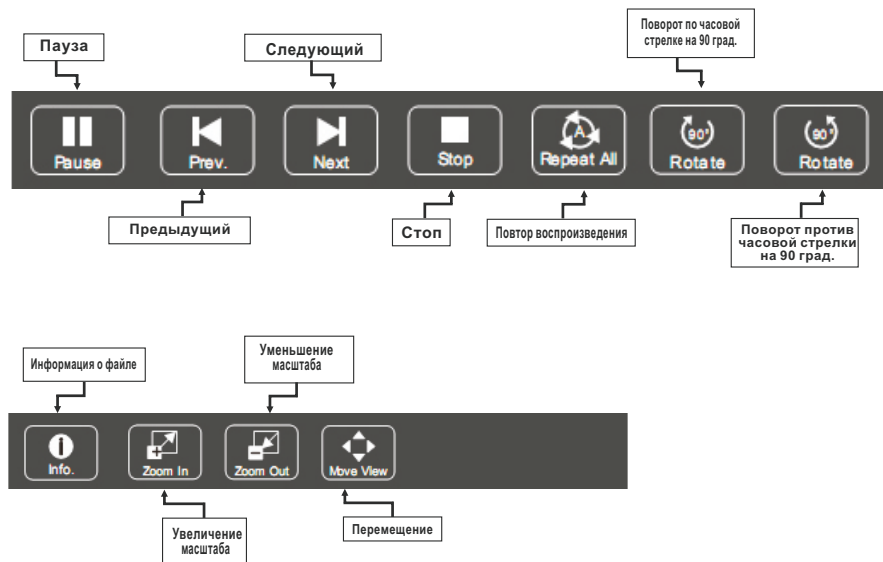 Поворот по часовой
стрелке на 90 град.
Пауза
Следующий
90°
A
90°
Pause
Prev.
Next
Stop
Repeat All
Rotate
Rotate
Предыдущий
Стоп
Повтор воспроизведения
Поворот против
часовой стрелки
на 90 град.
Информация о файле
Уменьшение
масштаба
Info.
Zoom In
Zoom Out
Move View
Увеличение
масштаба
Перемещение